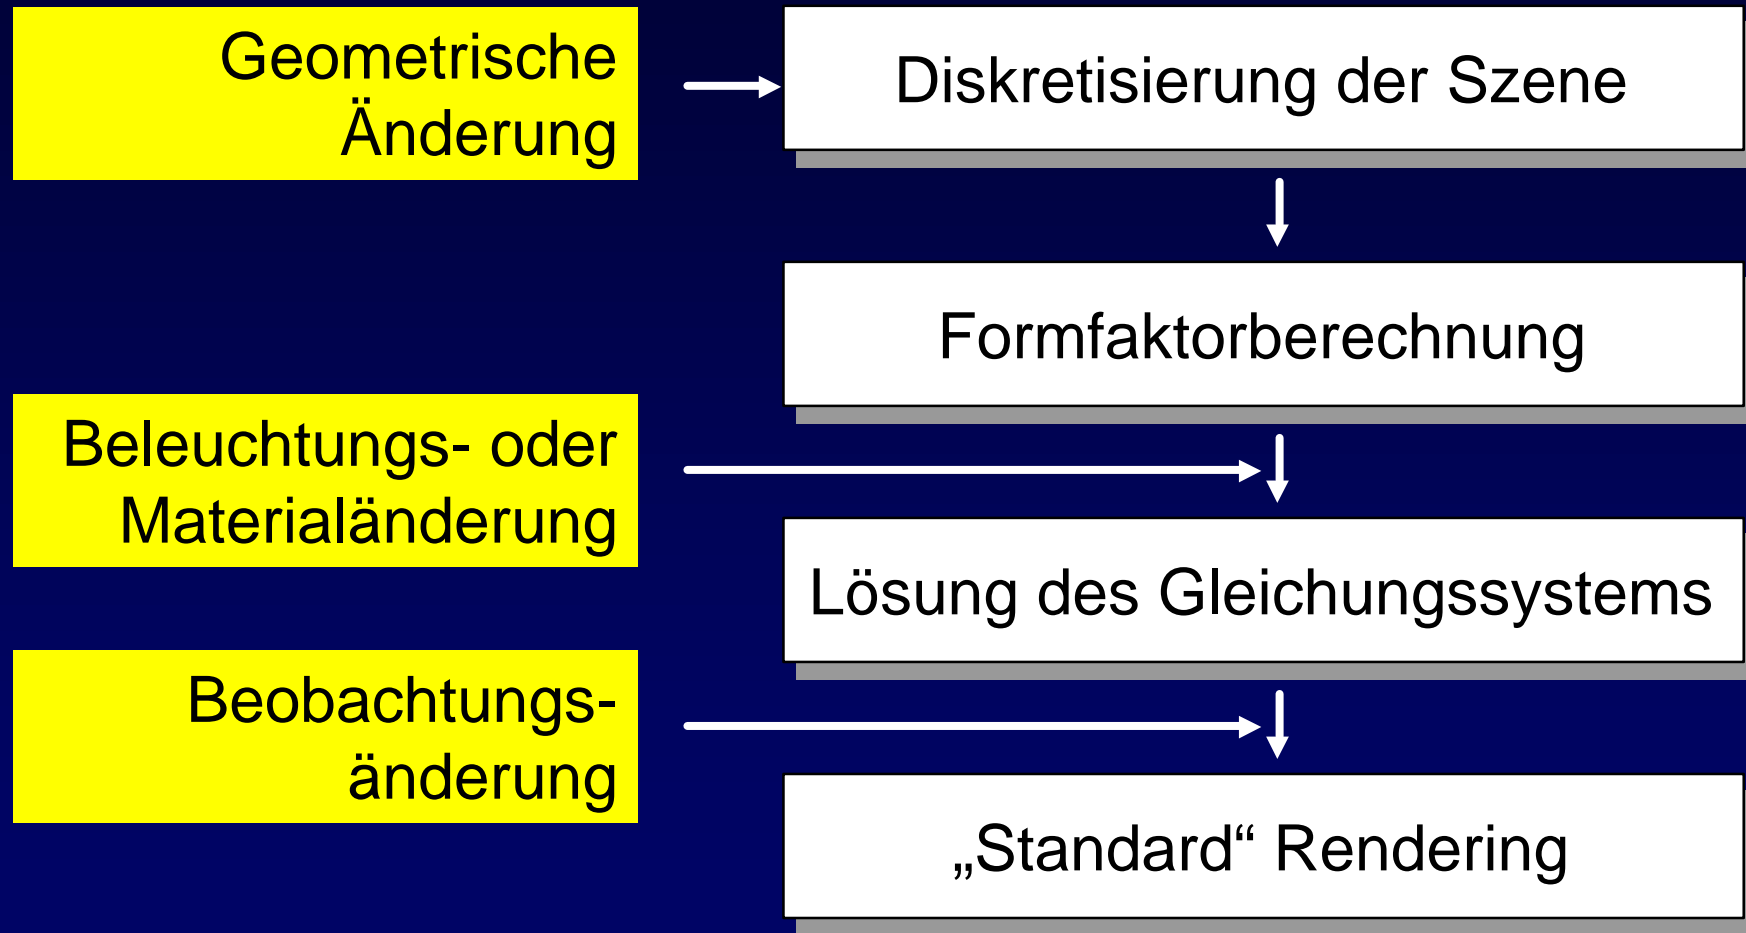 Geometrische
Änderung
Diskretisierung der Szene
Formfaktorberechnung
Beleuchtungs- oder
Materialänderung
Lösung des Gleichungssystems
Beobachtungs-
änderung
„Standard“ Rendering